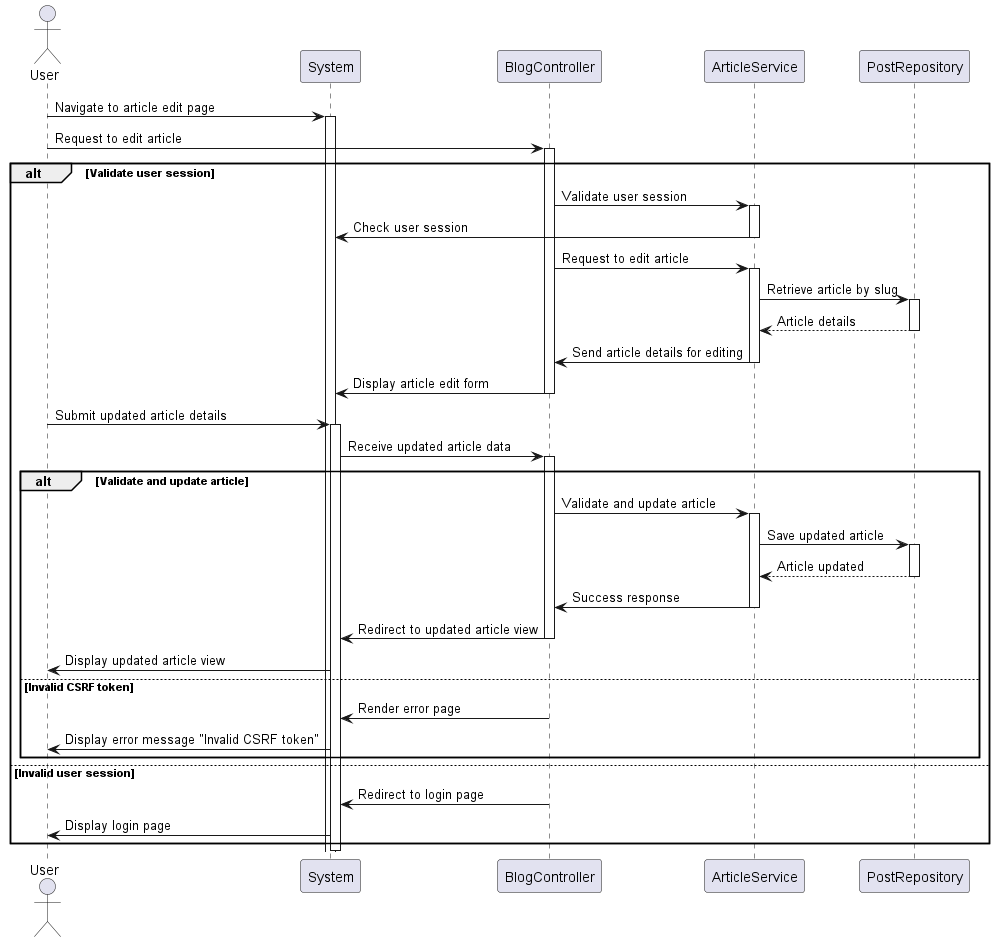 User
System
BlogController
ArticleService
PostRepository
Navigate to article edit page
Request to edit article
alt
[Validate user session]
Validate user session
Check user session
Request to edit article
Retrieve article by slug
Article details
Send article details for editing
Display article edit form
Submit updated article details
Receive updated article data
alt
[Validate and update article]
Validate and update article
Save updated article
Article updated
Success response
Redirect to updated article view
Display updated article view
[Invalid CSRF token]
Render error page
Display error message "Invalid CSRF token"
[Invalid user session]
Redirect to login page
Display login page
User
System
BlogController
ArticleService
PostRepository